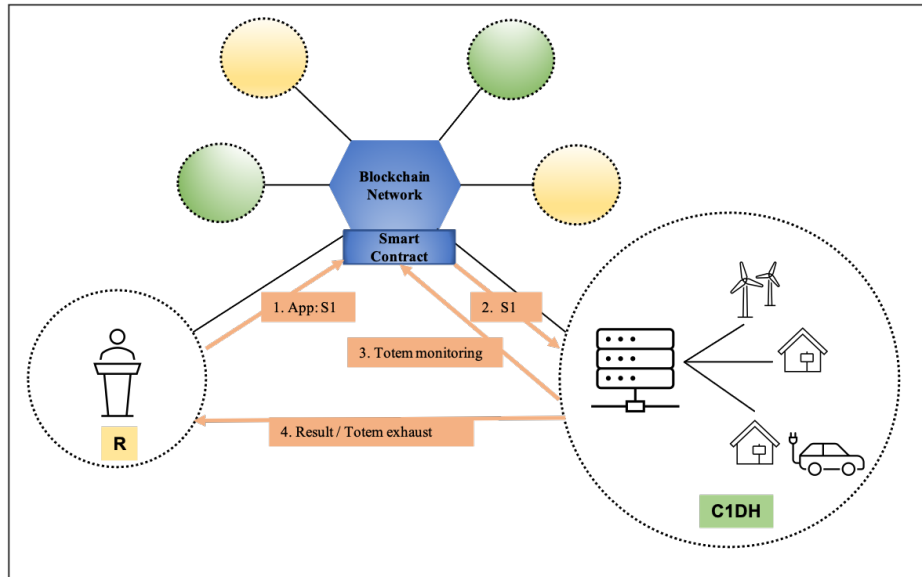 Blockchain
Network
Smart
Contract
1. App: S1
2. S1
3. Totem monitoring
4. Result / Totem exhaust
R
C1DH